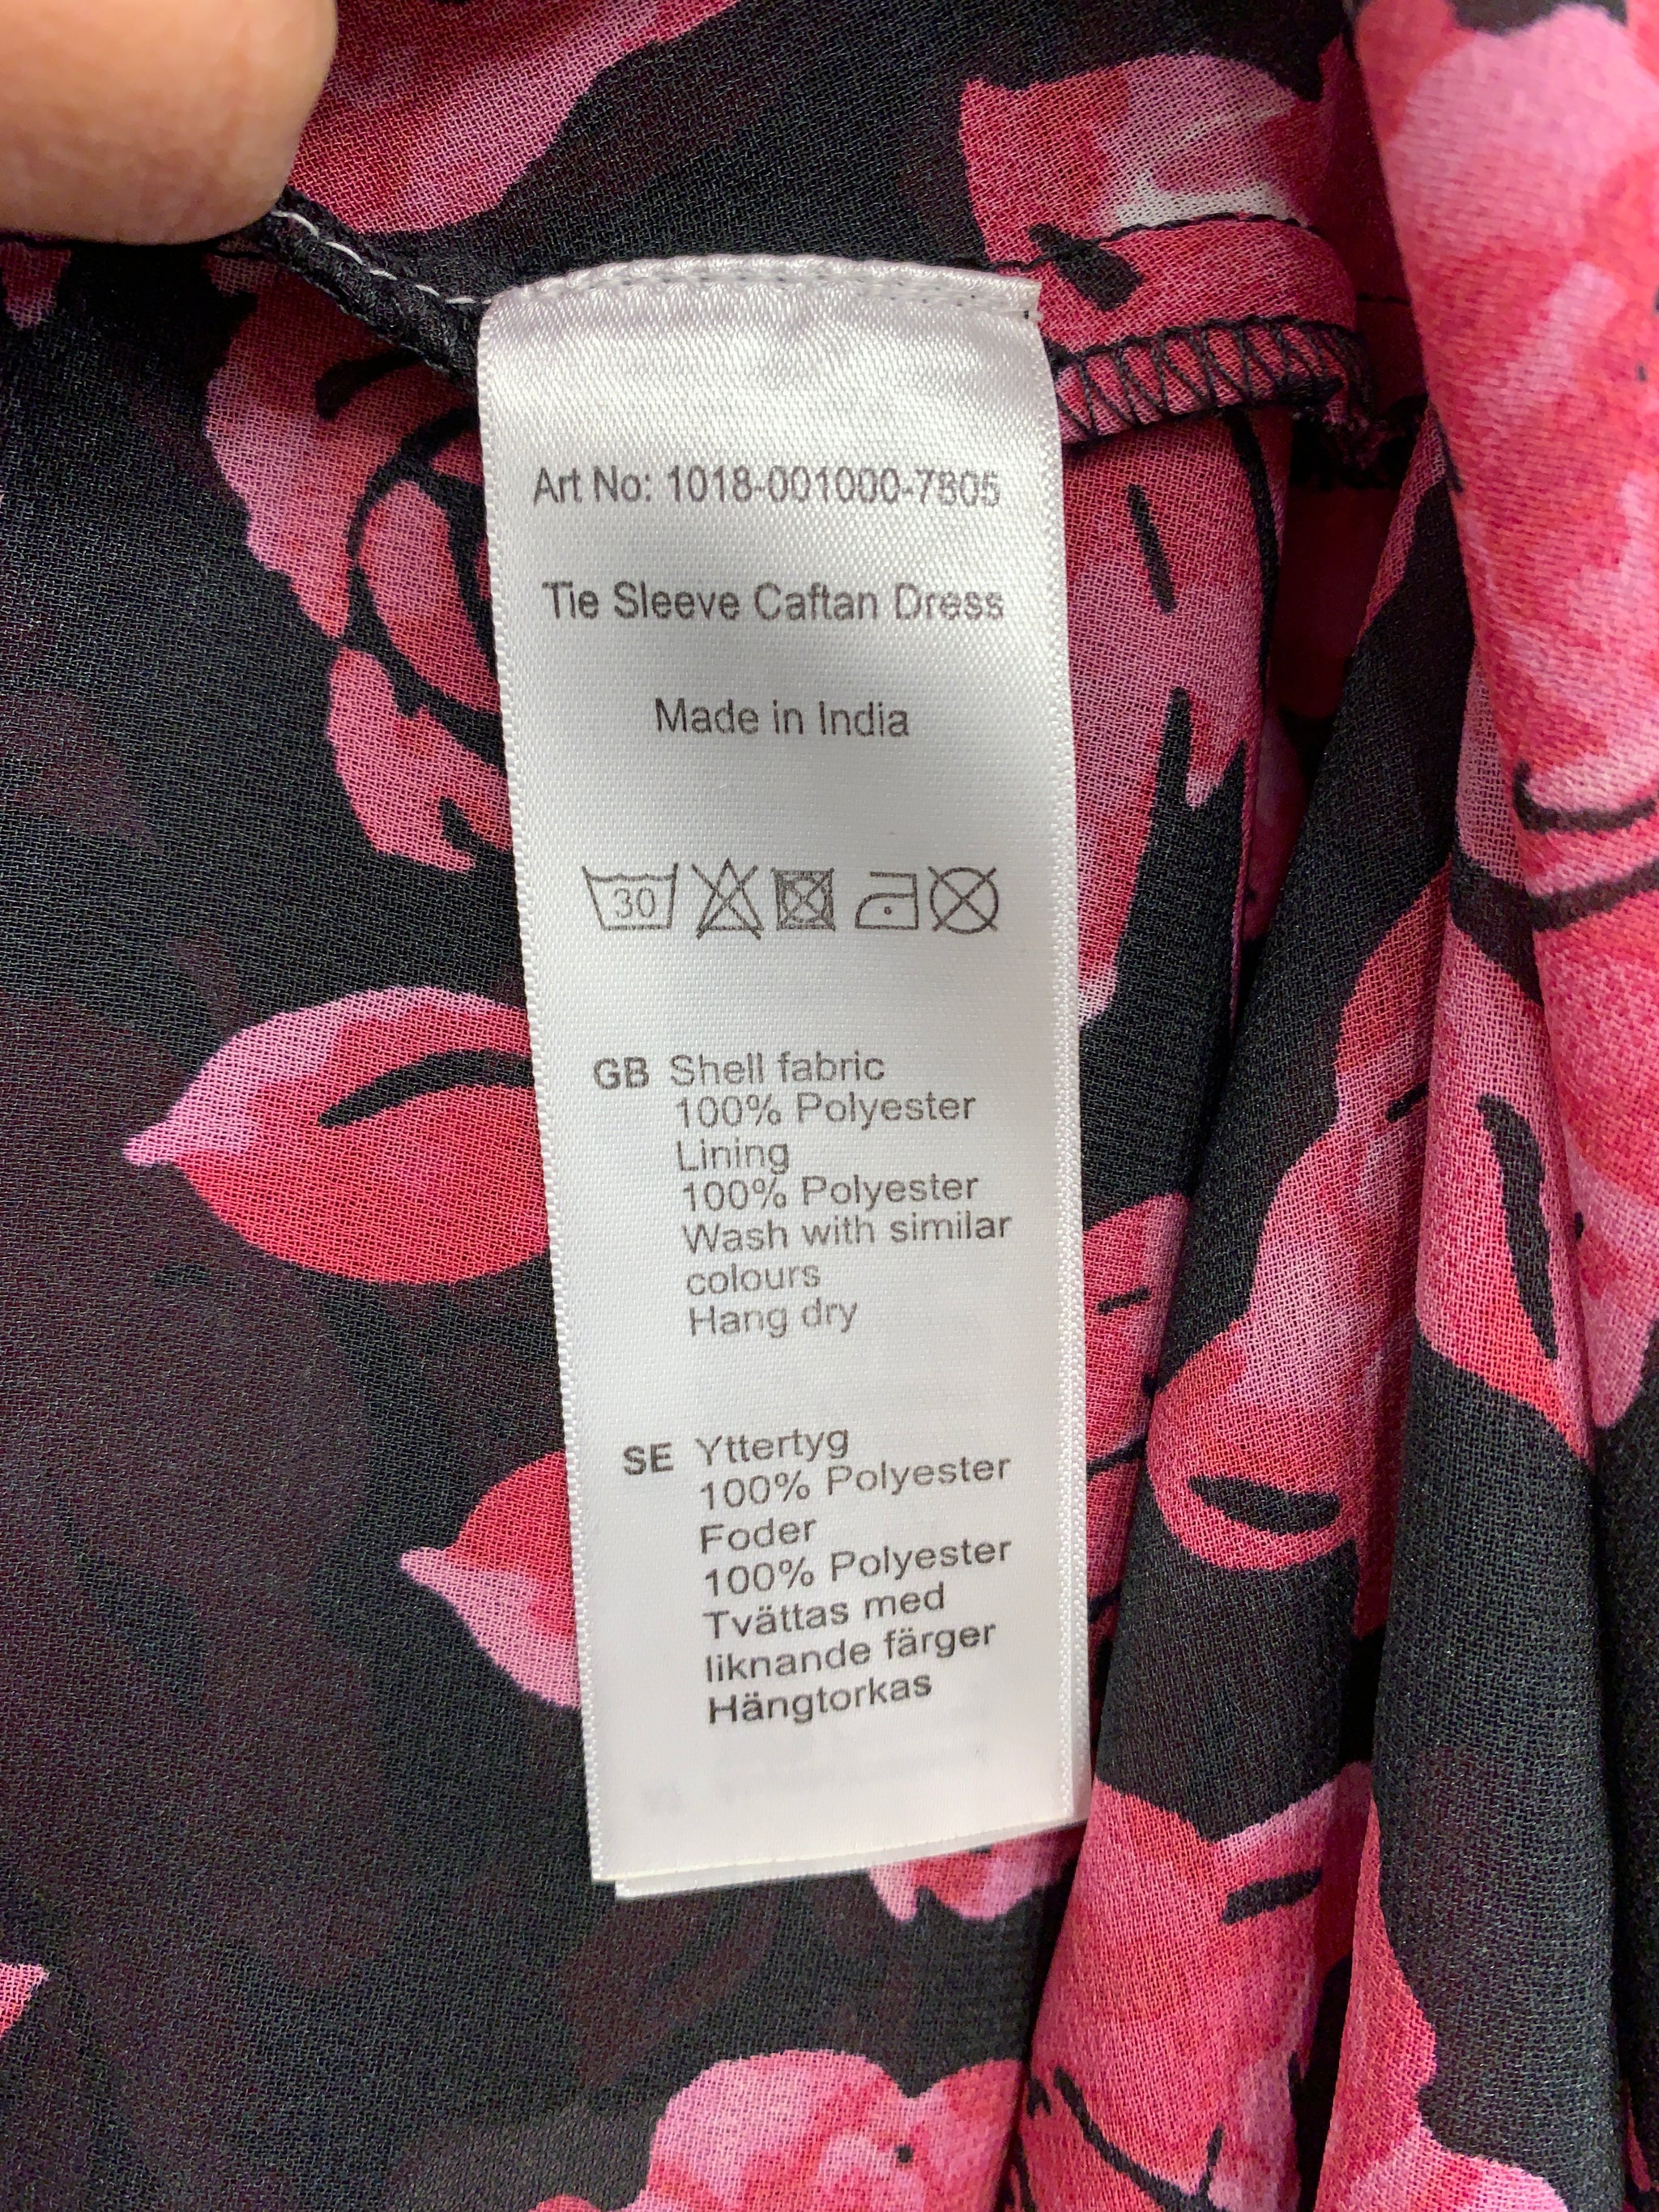 Art No: 1018-001000-7805
Tie Sleeve Caftan Dress
Made in India
30
GB Shell fabric
100% Polyester
Lining
100% Polyester
Wash with similar
colours
Hang dry
SE Yttertyg
100% Polyester
Foder
100% Polyester
Tvättas med
liknande färger
Hängtorkas